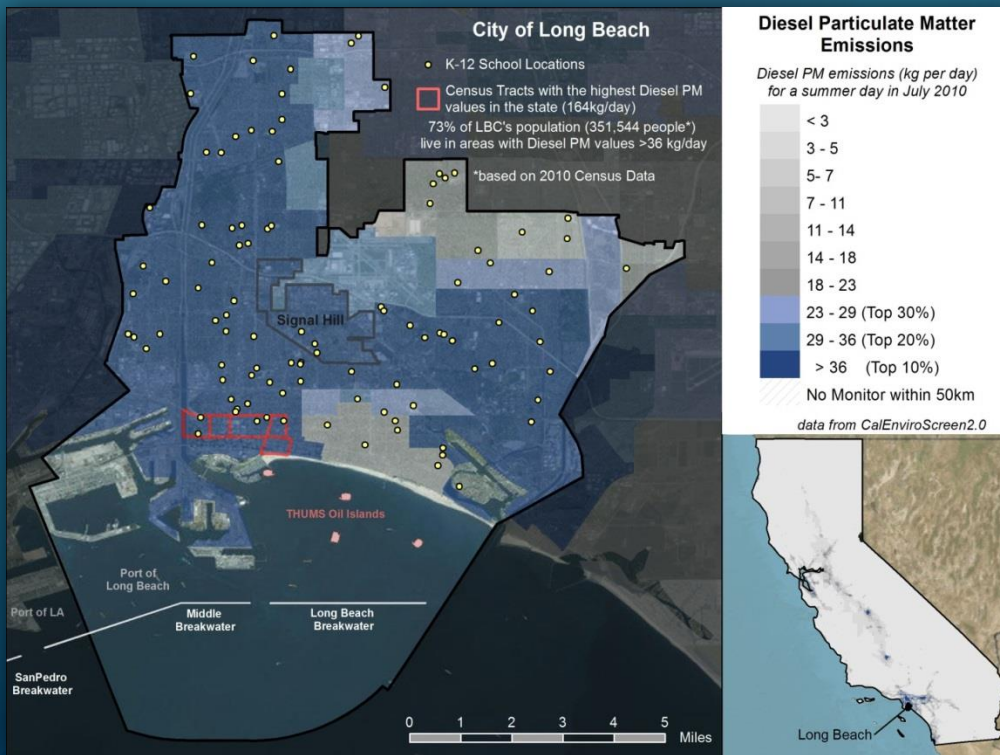 City of Long Beach
K-12 School Locations
Census Tracts with the highest Diesel PM
values in the state (164kg/day)
73% of LBC's population (351,544 people*)
live in areas with Diesel PM values >36 kg/day
*based on 2010 Census Data
Signal Hill
THUMS Oil Islands
Port of
Long Beach
Port of LA
Middle
Breakwater
Long Beach
Breakwater
SanPedro
Breakwater
0 1 2 3 4 5
Miles
Diesel Particulate Matter
Emissions
Diesel PM emissions (kg per day)
for a summer day in July 2010
< 3
3 - 5
5- 7
7 - 11
11 - 14
14 - 18
18 - 23
23 - 29 (Top 30%)
29 - 36 (Top 20%)
> 36 (Top 10%)
No Monitor within 50km
data from CalEnviroScreen2.0
Long Beach